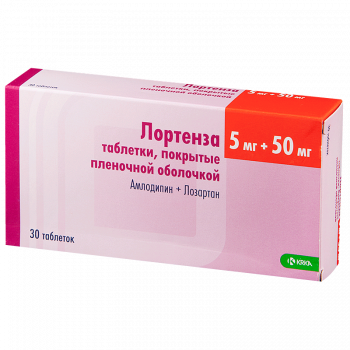 Лортенза
5 мг + 50 мг
таблетки, покрытые
пленочной оболочкой
Амлодипин + Лозартан
30 таблеток
KRKA